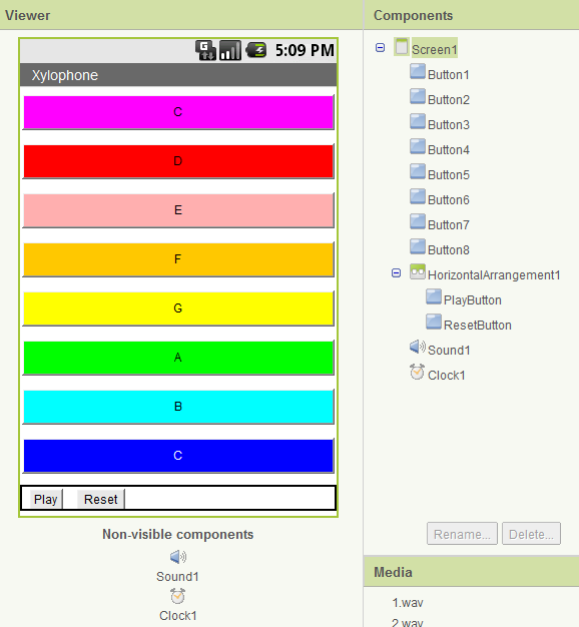 Viewer
5:09 PM
Xylophone
C
D
E
F
G
A
B
C
Play Reset
Non-visible components
Sound1
Clock1
Components
Screen1
Button1
Button2
Button3
Button4
Button5
Button6
Button7
Button8
HorizontalArrangement1
PlayButton
ResetButton
Sound1
Clock1
Rename... Delete...
Media
1.wav
2.wav